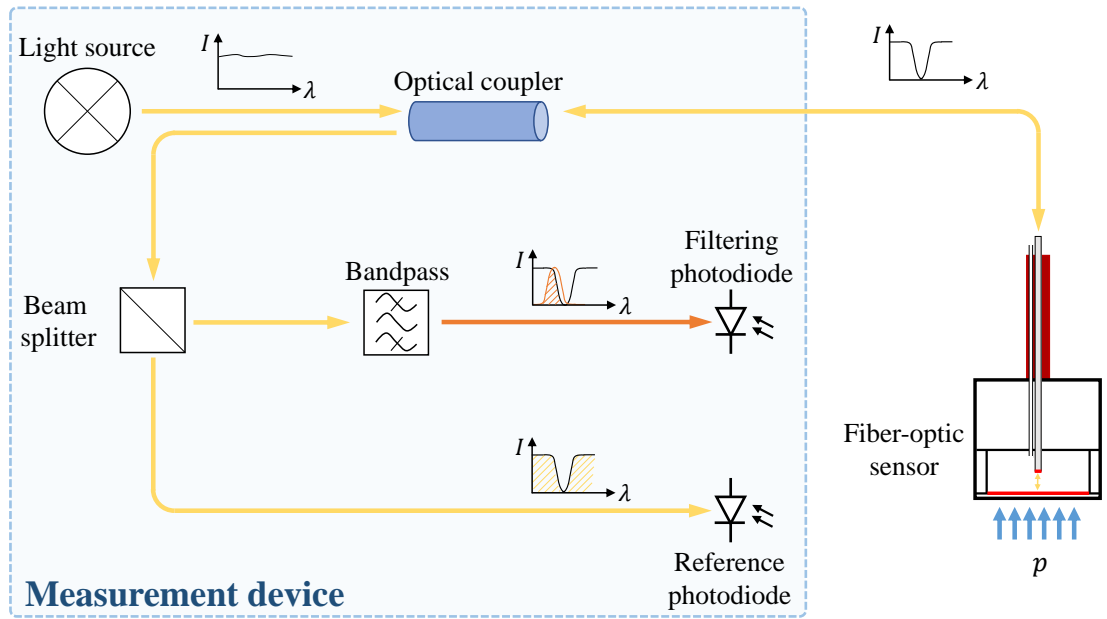 Light source
I
λ
Optical coupler
I
λ
Beam
splitter
Bandpass
I
λ
Filtering
photodiode
I
λ
Reference
photodiode
Fiber-optic
sensor
p
Measurement device